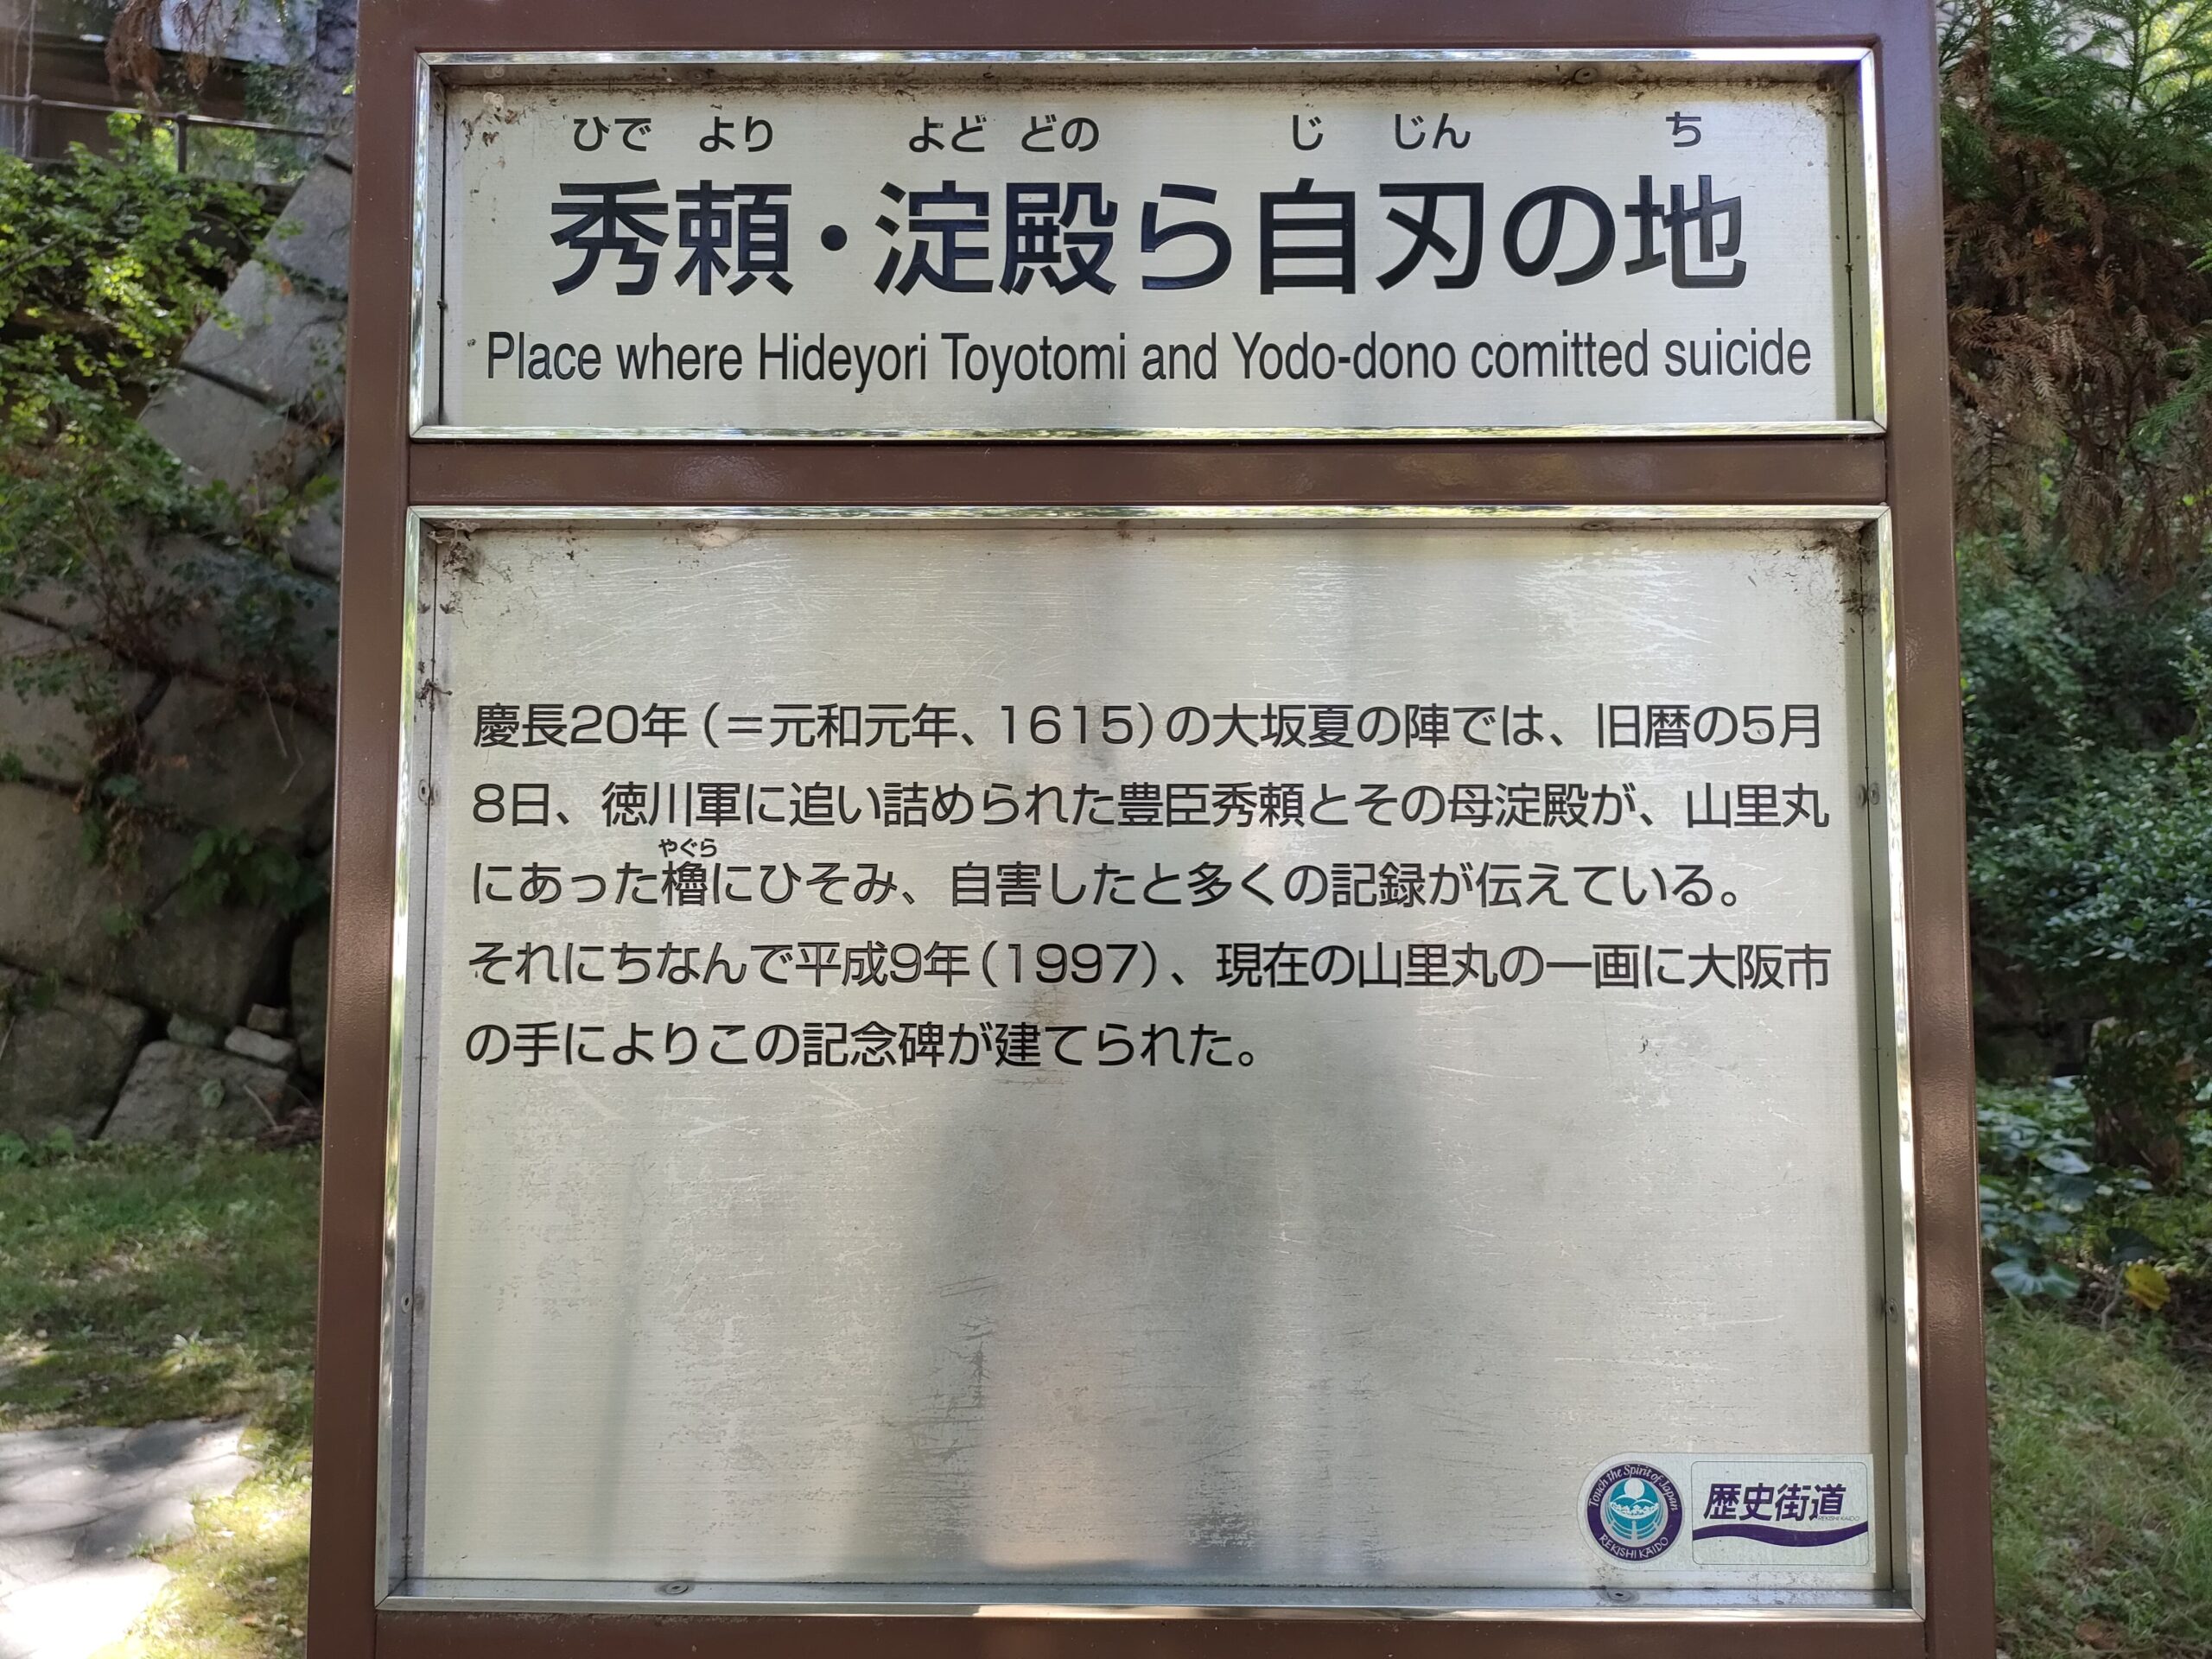 ひで より よど どの じ じん ち
秀頼・淀殿ら自刃の地
Place where Hideyori Toyotomi and Yodo-dono comitted suicide
慶長20年(=元和元年、1615)の大坂夏の陣では、旧暦の5月
8日、徳川軍に追い詰められた豊臣秀頼とその母淀殿が、山里丸
やぐら
にあった櫓にひそみ、自害したと多くの記録が伝えている。
それにちなんで平成9年(1997)、現在の山里丸の一画に大阪市
の手によりこの記念碑が建てられた。
Touch the Spirit of Japan
REKISHI KAIDO
歴史街道
REKISHI KAIDO